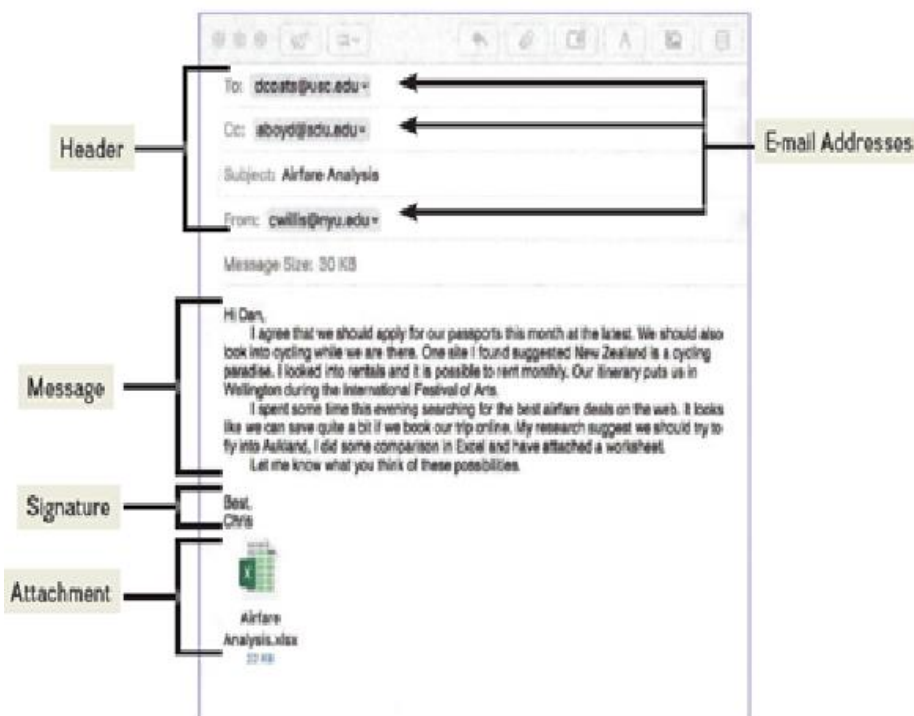 To: dcoats@usc.edu
Header
Cc: aboyd@sdu.edu
E-mail Addresses
Subject: Airfare Analysis
From: cwillis@nyu.edu
Message Size: 30 KB
Message
Hi Dan,
I agree that we should apply for our passports this month at the latest. We should also
look into cycling while we are there. One site I found suggested New Zealand is a cycling
paradise. I looked into rentals and it is possible to rent monthly. Our itinerary puts us in
Wellington during the International Festival of Arts.
I spent some time this evening searching for the best airfare deals on the web. It looks
like we can save quite a bit if we book our trip online. My research suggest we should try to
fly into Aukland, I did some comparison in Excel and have attached a worksheet.
Let me know what you think of these possibilities.
Signature
Best,
Chris
Attachment
X
Airfare
Analysis.xlsx
KB